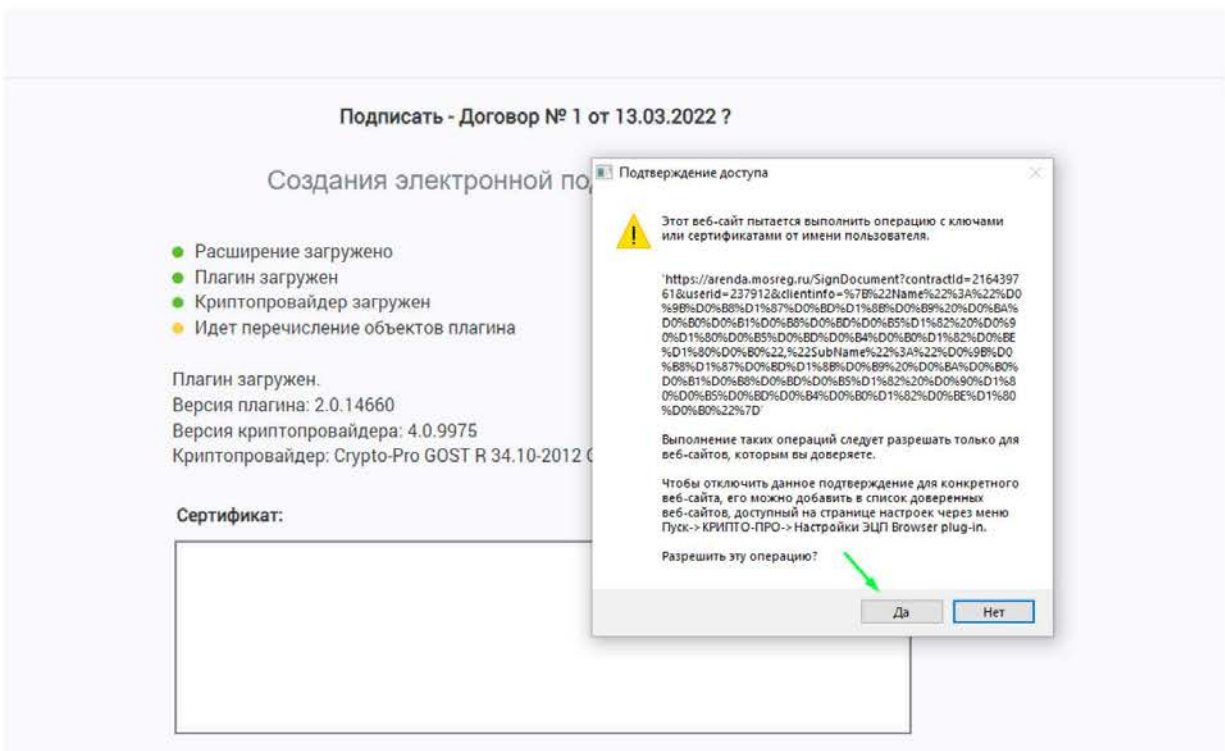 Подписать - Договор № 1 от 13.03.2022 ?
Создания электронной по
Расширение загружено
Плагин загружен
Криптопровайдер загружен
Идет перечисление объектов плагина
Плагин загружен.
Версия плагина: 2.0.14660
Версия криптопровайдера: 4.0.9975
Криптопровайдер: Crypto-Pro GOST R 34.10-2012
Сертификат:
Подтверждение доступа
Этот веб-сайт пытается выполнить операцию с ключами
или сертификатами от имени пользователя.
'https://arenda.mosreg.ru/SignDocument?contractId=2164397
61&userid=237912&clientinfo=%7B%22Name%22%3A%22%D0
%9B%D0%B8%D1%87%D0%BD%D1%8B%D0%B9%20%D0%BA%
D0%B0%D0%B1%D0%B8%D0%BD%D0%B5%D1%82%20%D0%9
0%D1%80%D0%B5%D0%BD%D0%B4%D0%B0%D1%82%D0%BE
%D1%80%D0%B0%22,%22SubName%22%3A%22%D0%9B%D0
%B8%D1%87%D0%BD%D1%8B%D0%B9%20%D0%BA%D0%B0%
D0%B1%D0%B8%D0%BD%D0%B5%D1%82%20%D0%90%D1%8
0%D0%B5%D0%BD%D0%B4%D0%B0%D1%82%D0%BE%D1%80
%D0%B0%22%7D'
Выполнение таких операций следует разрешать только для
веб-сайтов, которым вы доверяете.
Чтобы отключить данное подтверждение для конкретного
веб-сайта, его можно добавить в список доверенных
веб-сайтов, доступный на странице настроек через меню
Пуск->КРИПТО-ПРО->Настройки ЭЦП Browser plug-in.
Разрешить эту операцию?
Да
Нет